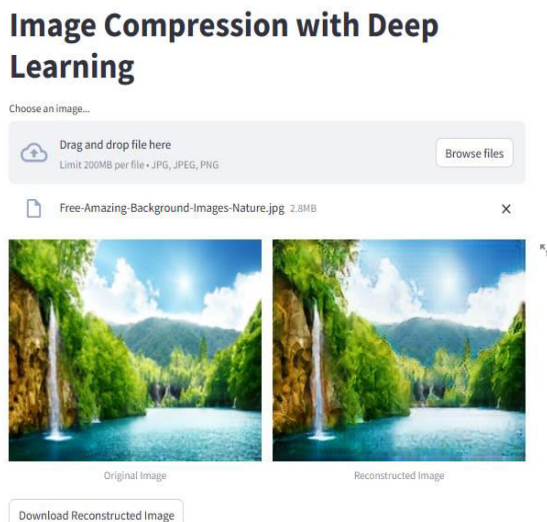 Image Compression with Deep
Learning
Choose an image...
Drag and drop file here
Limit 200MB per file • JPG, JPEG, PNG
Browse files
Free-Amazing-Background-Images-Nature.jpg 2.8MB
Original Image
Reconstructed Image
Download Reconstructed Image